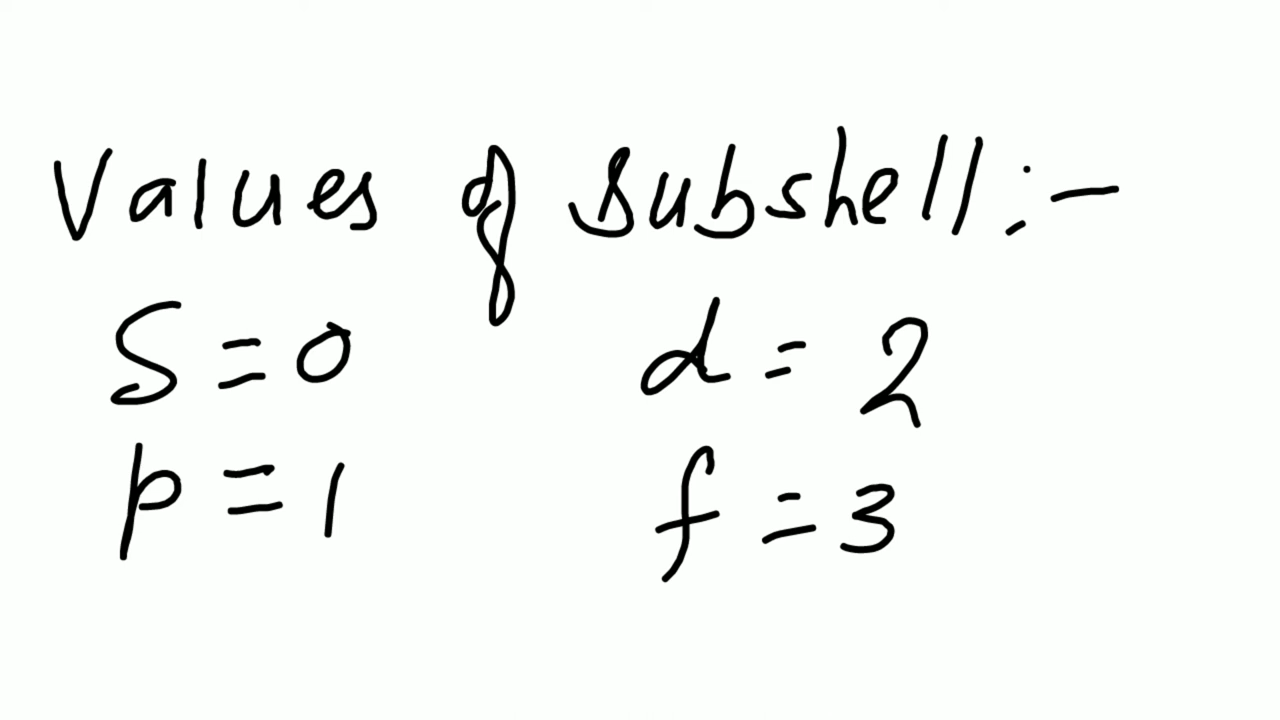 Values of Subshell :-
S = 0 d = 2
p = 1 f = 3